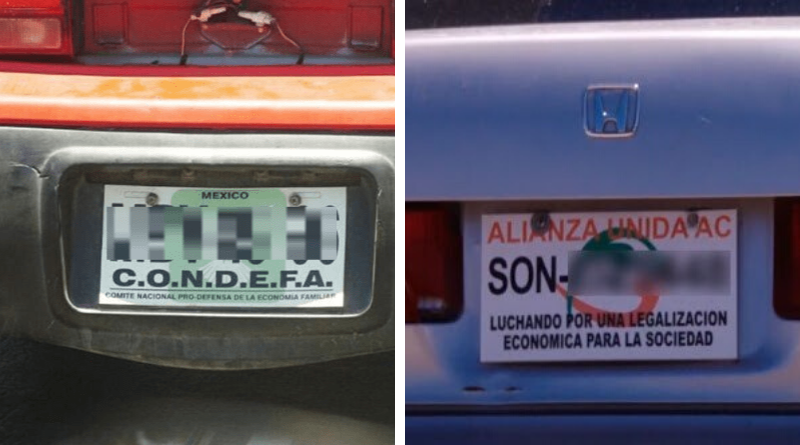 MEXICO
C.O.N.D.E.F.A.
COMITE NACIONAL PRO-DEFENSA DE LA ECONOMIA FAMILIAR
ALIANZA UNIDA AC
SON-
LUCHANDO POR UNA LEGALIZACION
ECONOMICA PARA LA SOCIEDAD